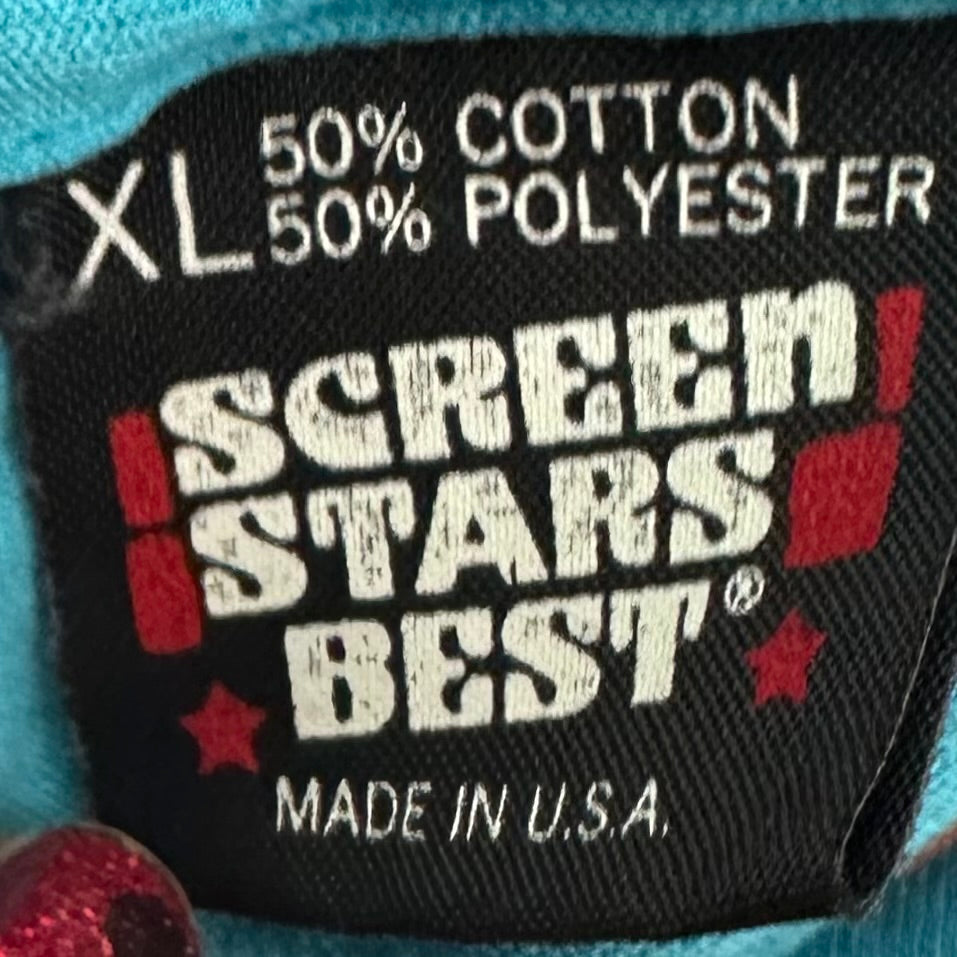 XL 50% COTTON
50% POLYESTER
SCREEn
STARS
BEST®
MADE IN U.S.A.